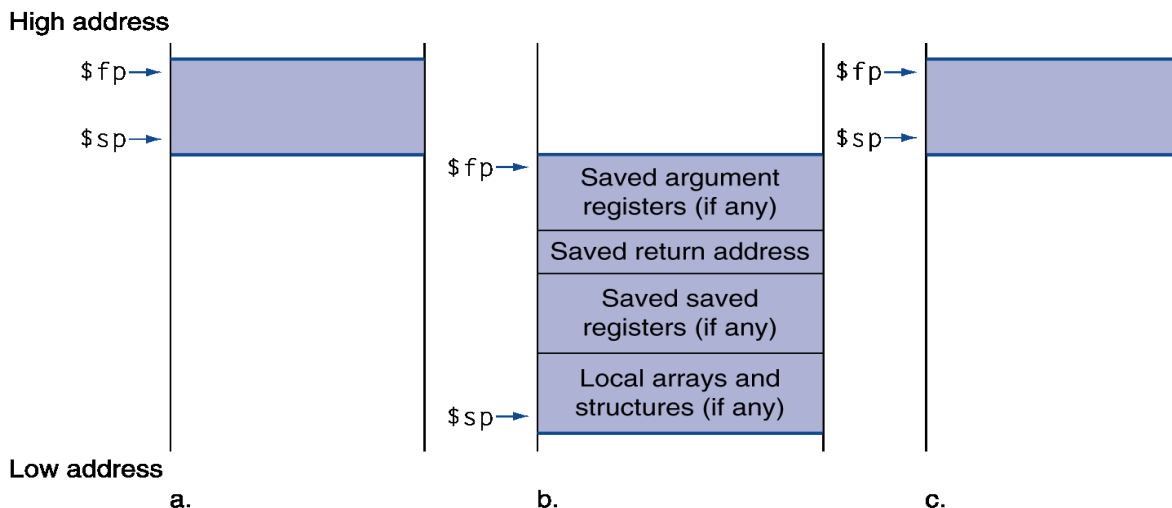 High address
$fp
$sp
$fp
Saved argument
registers (if any)
Saved return address
Saved saved
registers (if any)
Local arrays and
structures (if any)
$sp
$fp
$sp
Low address
a.
b.
c.